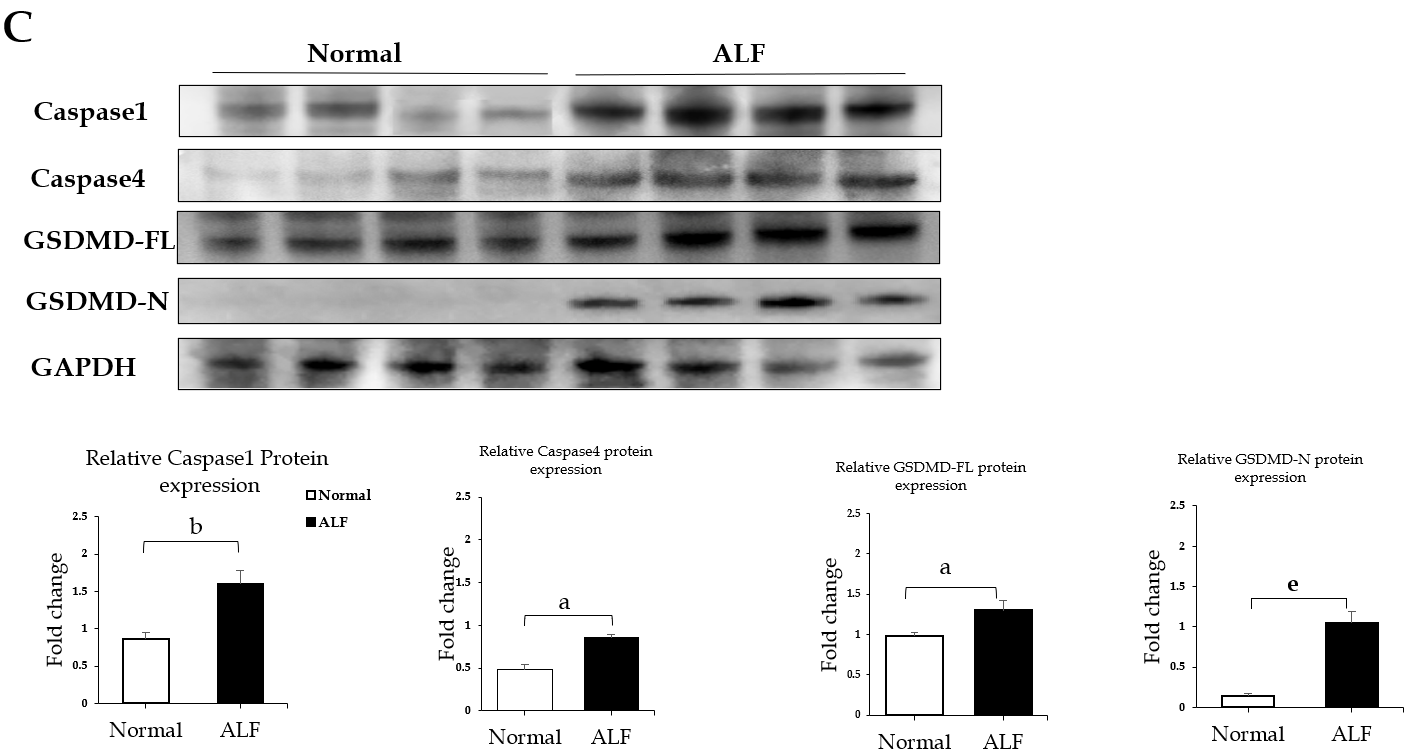 C
Normal
ALF
Caspase1
Caspase4
GSDMD-FL
GSDMD-N
GAPDH
Relative Caspase1 Protein
expression
Normal
ALF
Fold change
2.5
2
1.5
1
0.5
0
b
Normal
ALF
Relative Caspase4 protein
expression
Fold change
2.5
2
1.5
1
0.5
0
a
Normal
ALF
Relative GSDMD-FL protein
expression
Fold change
2.5
2
1.5
1
0.5
0
a
Normal
ALF
Relative GSDMD-N protein
expression
Fold change
2.5
2
1.5
1
0.5
0
e
Normal
ALF